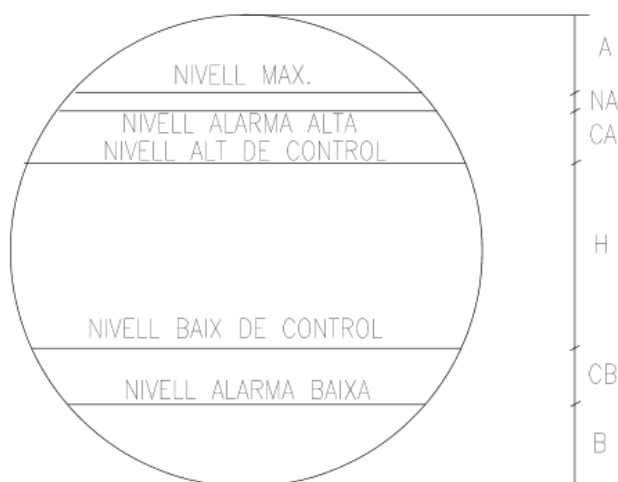 A
NIVELL MAX.
NA
NIVELL ALARMA ALTA
CA
NIVELL ALT DE CONTROL
H
NIVELL BAIX DE CONTROL
CB
NIVELL ALARMA BAIXA
B